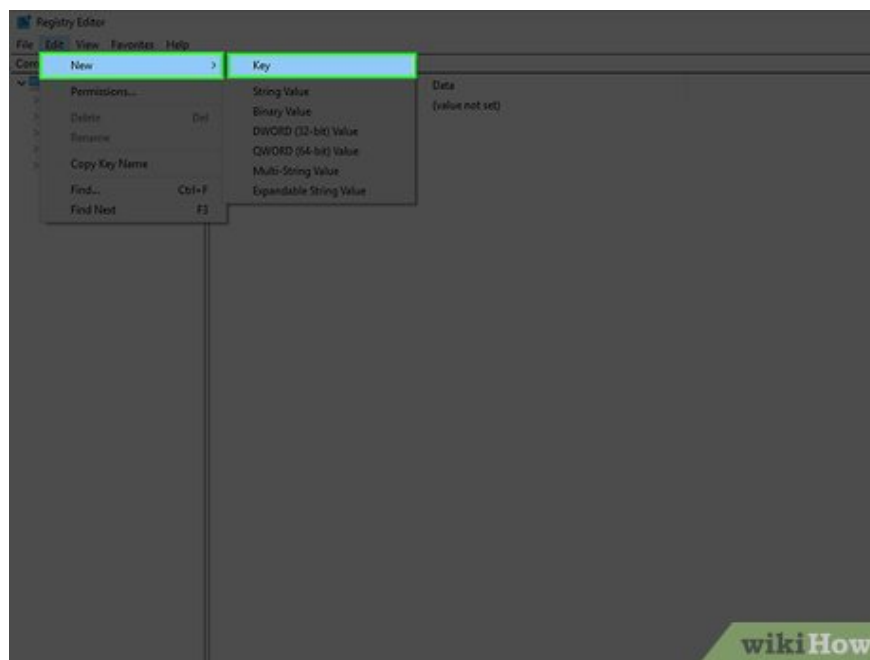 Registry Editor
File Edit View Favorites Help
Com
New >
Key
Permissions...
Delete Del
Rename
Copy Key Name
Find... Ctrl+F
Find Next F3
String Value
Binary Value
DWORD (32-bit) Value
QWORD (64-bit) Value
Multi-String Value
Expandable String Value
Data
(value not set)
wikiHow